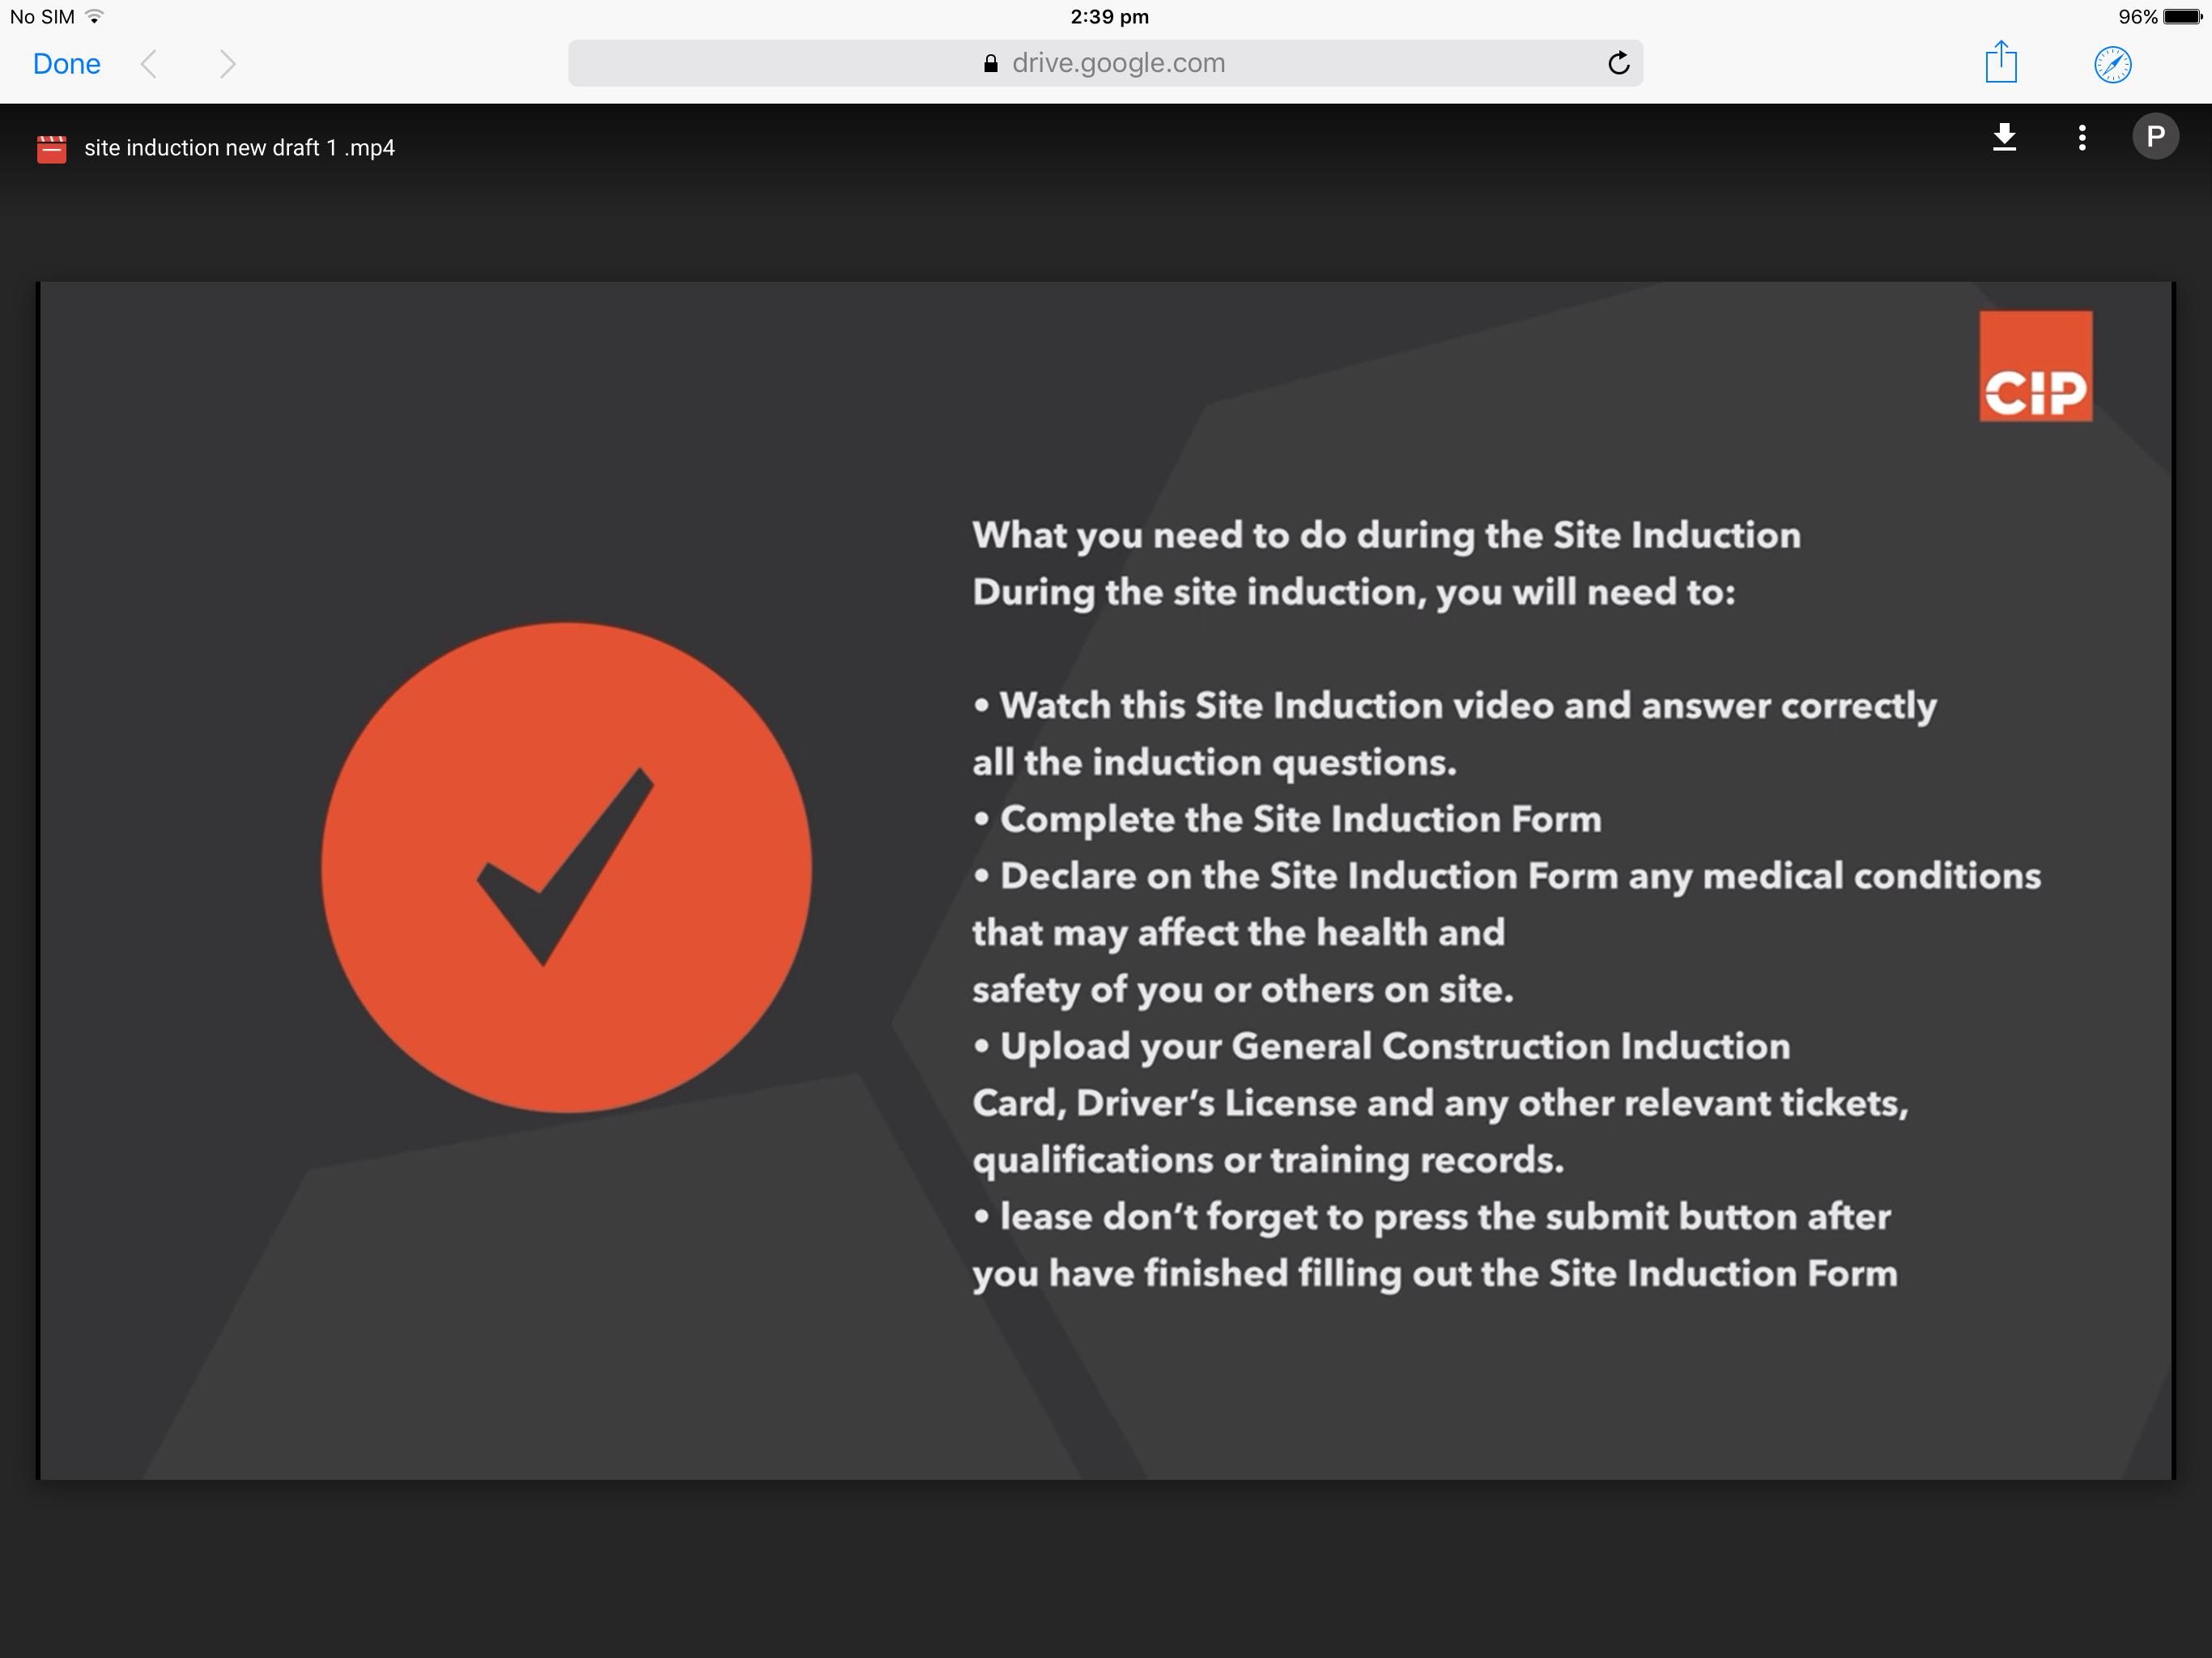 No SIM
2:39 pm
96%
Done
drive.google.com
site induction new draft 1 .mp4
P
CIP
What you need to do during the Site Induction
During the site induction, you will need to:
• Watch this Site Induction video and answer correctly
all the induction questions.
• Complete the Site Induction Form
• Declare on the Site Induction Form any medical conditions
that may affect the health and
safety of you or others on site.
• Upload your General Construction Induction
Card, Driver’s License and any other relevant tickets,
qualifications or training records.
• lease don’t forget to press the submit button after
you have finished filling out the Site Induction Form